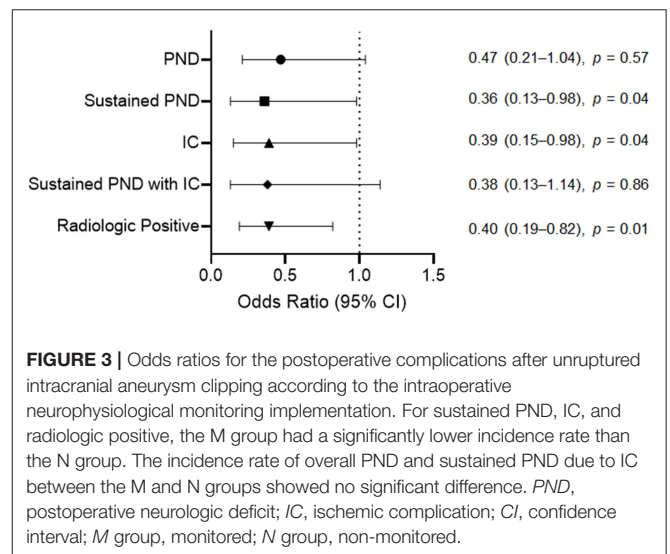 PND 0.47 (0.21–1.04), p = 0.57
Sustained PND 0.36 (0.13–0.98), p = 0.04
IC 0.39 (0.15–0.98), p = 0.04
Sustained PND with IC 0.38 (0.13–1.14), p = 0.86
Radiologic Positive 0.40 (0.19–0.82), p = 0.01
0.0 0.5 1.0 1.5
Odds Ratio (95% CI)
FIGURE 3 | Odds ratios for the postoperative complications after unruptured
intracranial aneurysm clipping according to the intraoperative
neurophysiological monitoring implementation. For sustained PND, IC, and
radiologic positive, the M group had a significantly lower incidence rate than
the N group. The incidence rate of overall PND and sustained PND due to IC
between the M and N groups showed no significant difference. PND,
postoperative neurologic deficit; IC, ischemic complication; CI, confidence
interval; M group, monitored; N group, non-monitored.